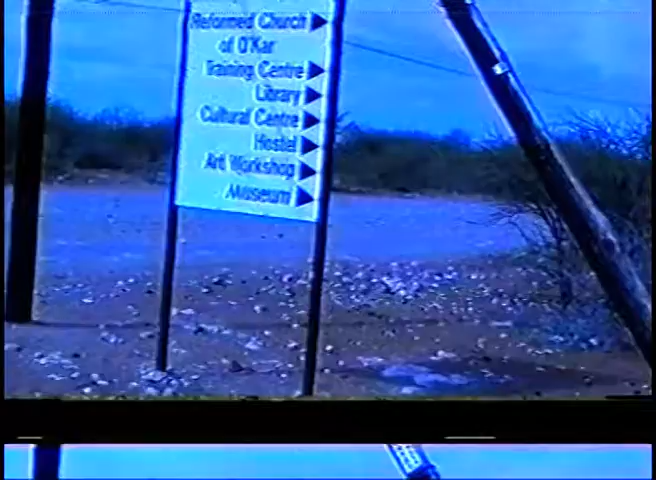 Reformed Church
of O'Kar
Training Centre
Library
Cultural Centre
Hostel
Art Workshop
Museum